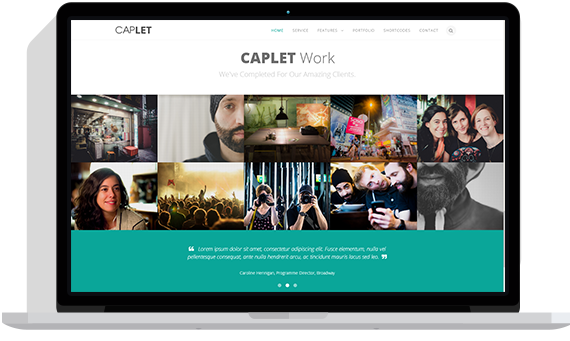 CAPLET
HOME SERVICE FEATURES PORTFOLIO SHORTCODES CONTACT
CAPLET Work
We've Completed For Our Amazing Clients.
❝ Lorem ipsum dolor sit amet, consectetur adipiscing elit. Fusce elementum, nulla vel
pellentesque consequat, ante nulla hendrerit arcu, ac tincidunt mauris lacus sed leo. ❞
Caroline Hernigan, Programme Director, Broadway